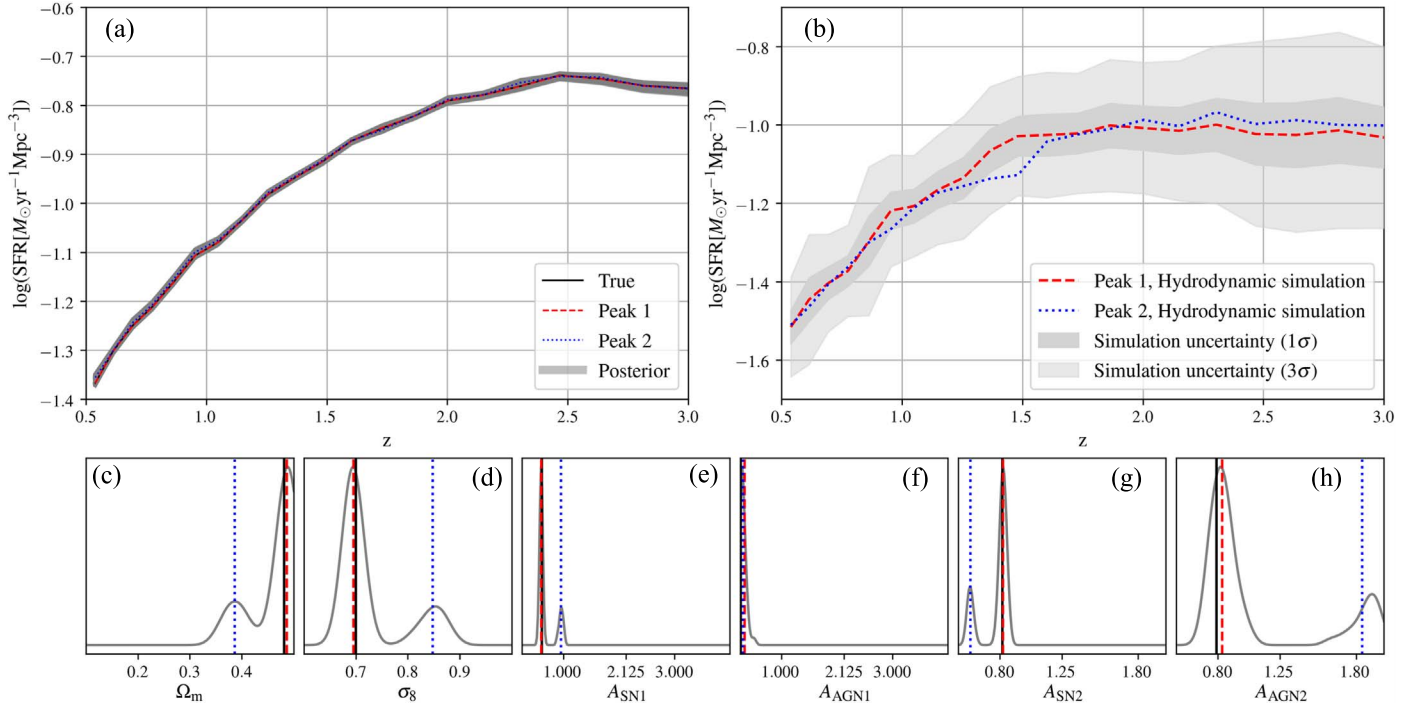 (a)
−0.6
−0.7
−0.8
−0.9
−1.0
−1.1
−1.2
−1.3
−1.4
log(SFR[M⊙yr⁻¹Mpc⁻³])
0.5 1.0 1.5 2.0 2.5 3.0
z
True
Peak 1
Peak 2
Posterior
(b)
−0.8
−1.0
−1.2
−1.4
−1.6
log(SFR[M⊙yr⁻¹Mpc⁻³])
0.5 1.0 1.5 2.0 2.5 3.0
z
Peak 1, Hydrodynamic simulation
Peak 2, Hydrodynamic simulation
Simulation uncertainty (1σ)
Simulation uncertainty (3σ)
(c)
0.2 0.4
Ωm
(d)
0.7 0.8 0.9
σ8
(e)
1.000 2.125 3.000
ASN1
(f)
1.000 2.125 3.000
AAGN1
(g)
0.80 1.25 1.80
ASN2
(h)
0.80 1.25 1.80
AAGN2